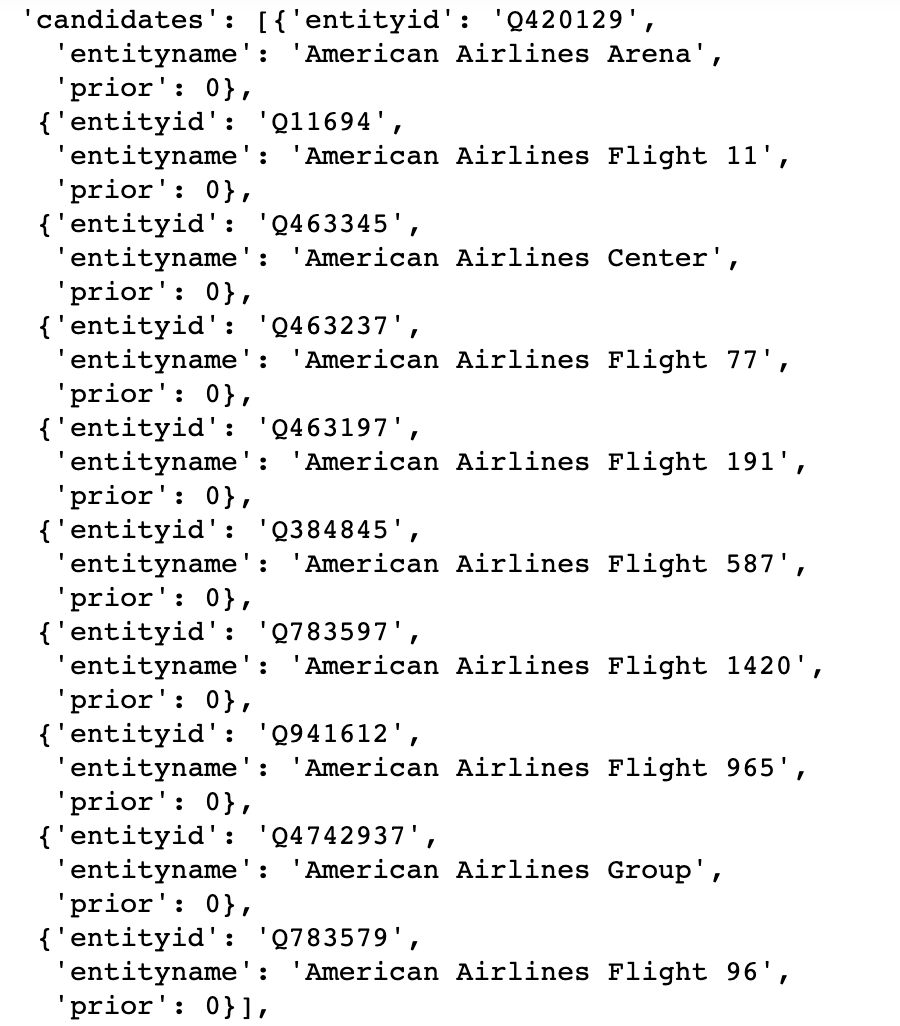 'candidates': [{'entityid': 'Q420129',
'entityname': 'American Airlines Arena',
'prior': 0},
{'entityid': 'Q11694',
'entityname': 'American Airlines Flight 11',
'prior': 0},
{'entityid': 'Q463345',
'entityname': 'American Airlines Center',
'prior': 0},
{'entityid': 'Q463237',
'entityname': 'American Airlines Flight 77',
'prior': 0},
{'entityid': 'Q463197',
'entityname': 'American Airlines Flight 191',
'prior': 0},
{'entityid': 'Q384845',
'entityname': 'American Airlines Flight 587',
'prior': 0},
{'entityid': 'Q783597',
'entityname': 'American Airlines Flight 1420',
'prior': 0},
{'entityid': 'Q941612',
'entityname': 'American Airlines Flight 965',
'prior': 0},
{'entityid': 'Q4742937',
'entityname': 'American Airlines Group',
'prior': 0},
{'entityid': 'Q783579',
'entityname': 'American Airlines Flight 96',
'prior': 0}],